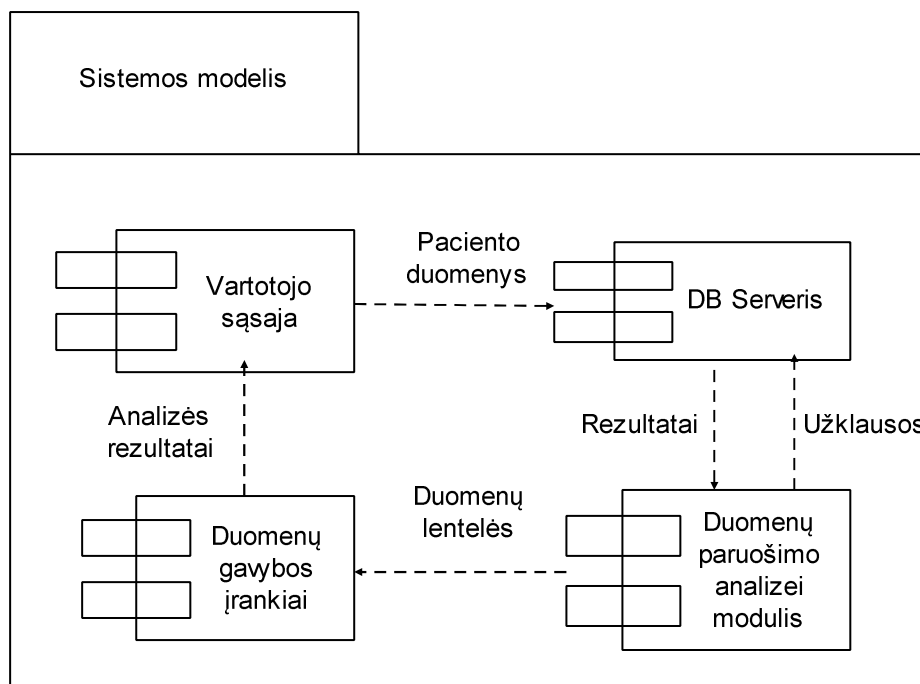 Sistemos modelis
Vartotojo
sąsaja
Paciento
duomenys
DB Serveris
Analizės
rezultatai
Rezultatai
Užklausos
Duomenų
gavybos
įrankiai
Duomenų
lentelės
Duomenų
paruošimo
analizei
modulis